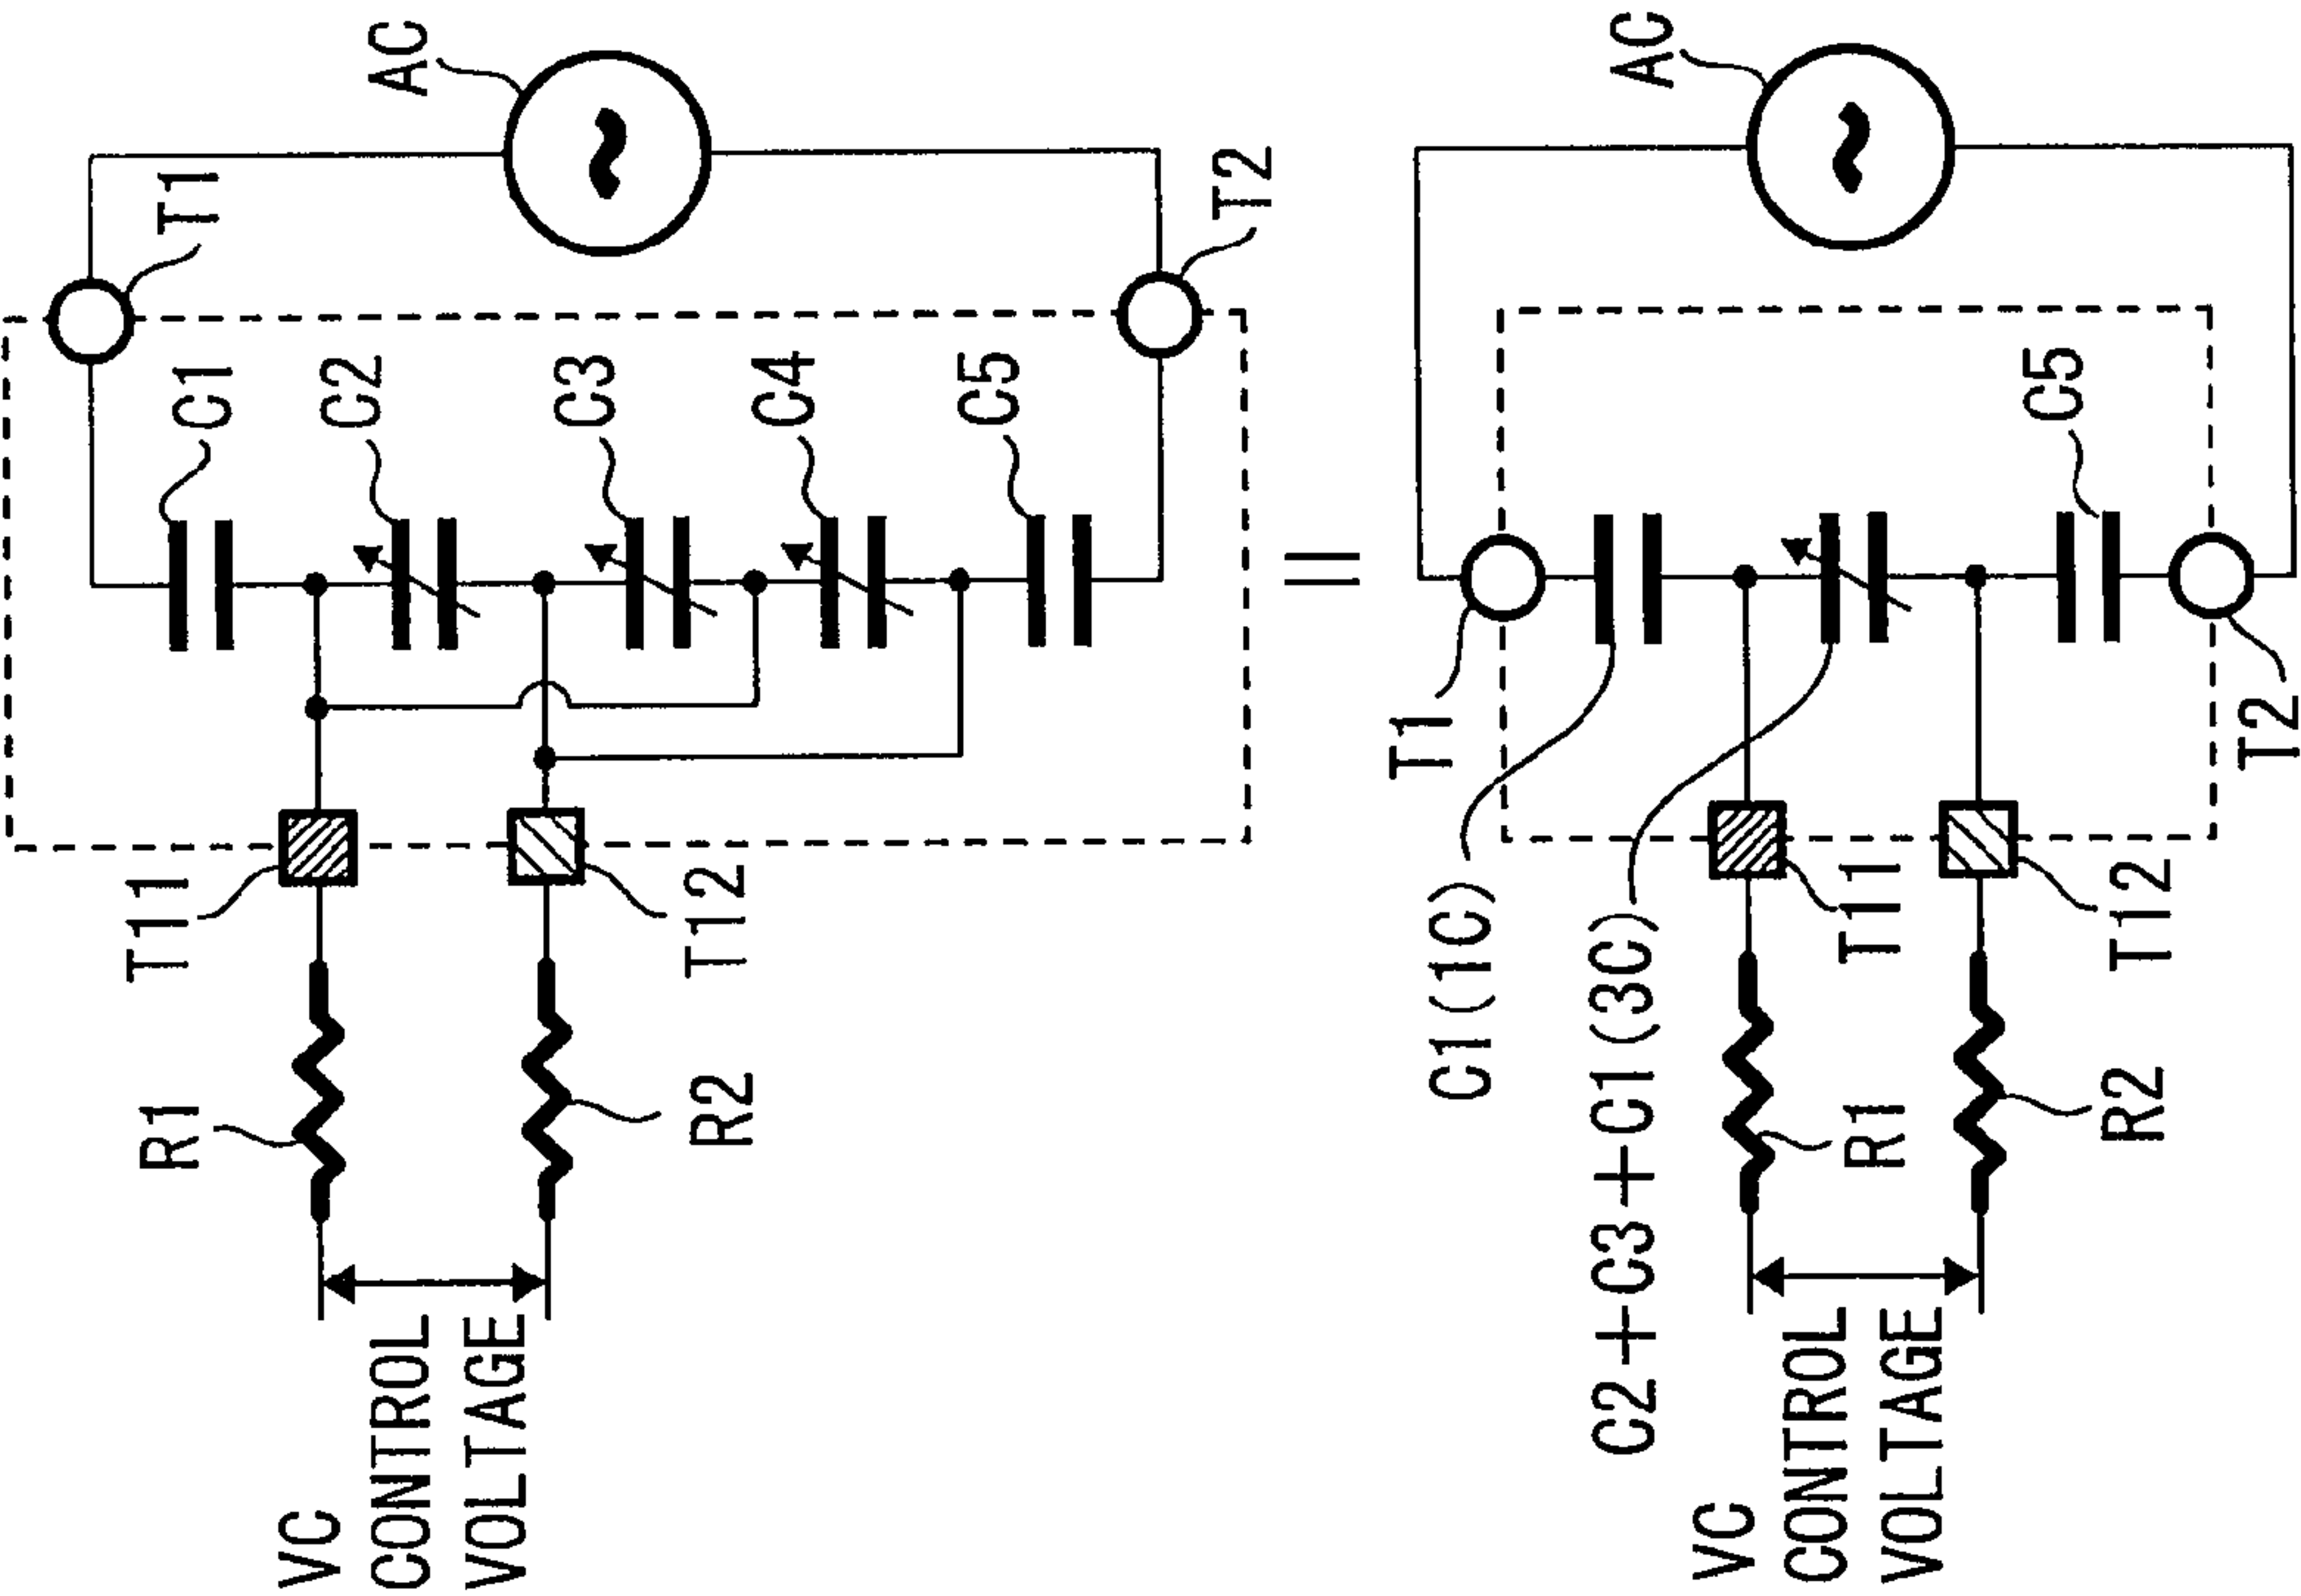 VC
CONTROL
VOLTAGE
R1
R2
T11
T12
C1
C2
C3
C4
C5
T1
T2
AC
=
VC
CONTROL
VOLTAGE
R1
R2
T11
T12
C1(1C)
C2+C3+C1(3C)
C5
T1
T2
AC